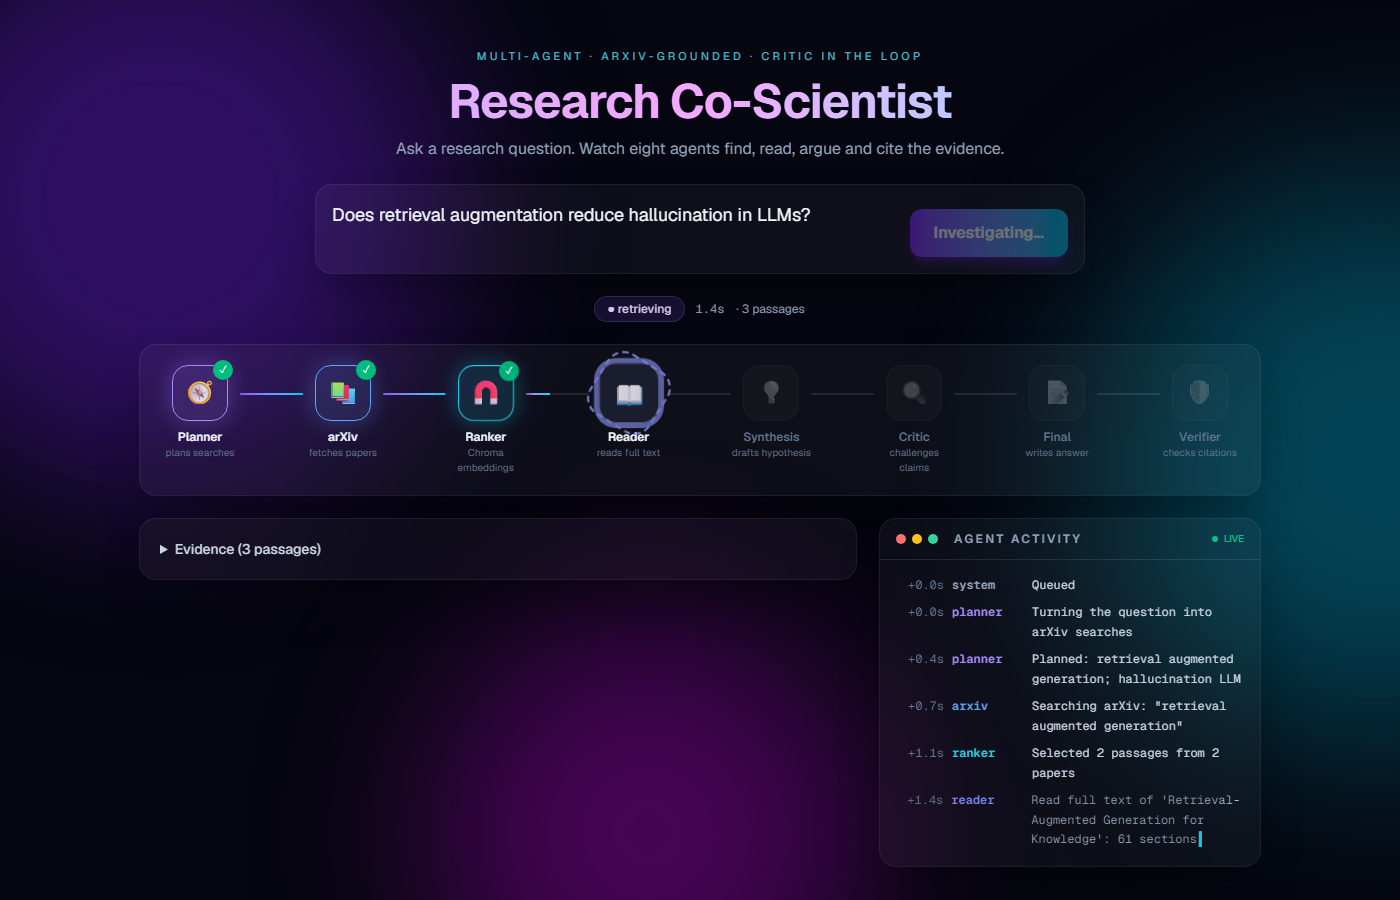 MULTI-AGENT · ARXIV-GROUNDED · CRITIC IN THE LOOP
Research Co-Scientist
Ask a research question. Watch eight agents find, read, argue and cite the evidence.
Does retrieval augmentation reduce hallucination in LLMs?
Investigating...
retrieving 1.4s · 3 passages
Planner
plans searches
arXiv
fetches papers
Ranker
Chroma
embeddings
Reader
reads full text
Synthesis
drafts hypothesis
Critic
challenges
claims
Final
writes answer
Verifier
checks citations
Evidence (3 passages)
AGENT ACTIVITY
LIVE
+0.0s system Queued
+0.0s planner Turning the question into
arXiv searches
+0.4s planner Planned: retrieval augmented
generation; hallucination LLM
+0.7s arxiv Searching arXiv: "retrieval
augmented generation"
+1.1s ranker Selected 2 passages from 2
papers
+1.4s reader Read full text of 'Retrieval-
Augmented Generation for
Knowledge': 61 sections